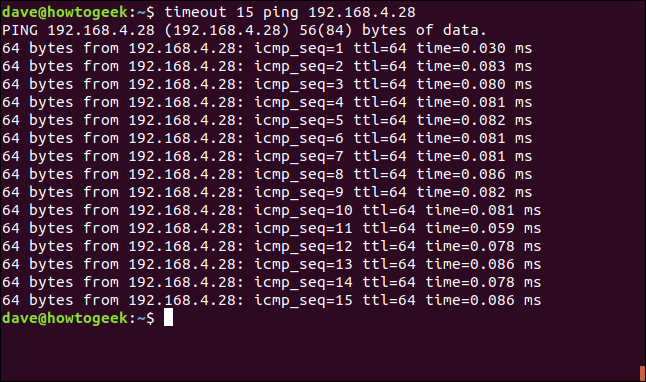 dave@howtogeek:~$ timeout 15 ping 192.168.4.28
PING 192.168.4.28 (192.168.4.28) 56(84) bytes of data.
64 bytes from 192.168.4.28: icmp_seq=1 ttl=64 time=0.030 ms
64 bytes from 192.168.4.28: icmp_seq=2 ttl=64 time=0.083 ms
64 bytes from 192.168.4.28: icmp_seq=3 ttl=64 time=0.080 ms
64 bytes from 192.168.4.28: icmp_seq=4 ttl=64 time=0.081 ms
64 bytes from 192.168.4.28: icmp_seq=5 ttl=64 time=0.082 ms
64 bytes from 192.168.4.28: icmp_seq=6 ttl=64 time=0.081 ms
64 bytes from 192.168.4.28: icmp_seq=7 ttl=64 time=0.081 ms
64 bytes from 192.168.4.28: icmp_seq=8 ttl=64 time=0.086 ms
64 bytes from 192.168.4.28: icmp_seq=9 ttl=64 time=0.082 ms
64 bytes from 192.168.4.28: icmp_seq=10 ttl=64 time=0.081 ms
64 bytes from 192.168.4.28: icmp_seq=11 ttl=64 time=0.059 ms
64 bytes from 192.168.4.28: icmp_seq=12 ttl=64 time=0.078 ms
64 bytes from 192.168.4.28: icmp_seq=13 ttl=64 time=0.086 ms
64 bytes from 192.168.4.28: icmp_seq=14 ttl=64 time=0.078 ms
64 bytes from 192.168.4.28: icmp_seq=15 ttl=64 time=0.086 ms
dave@howtogeek:~$